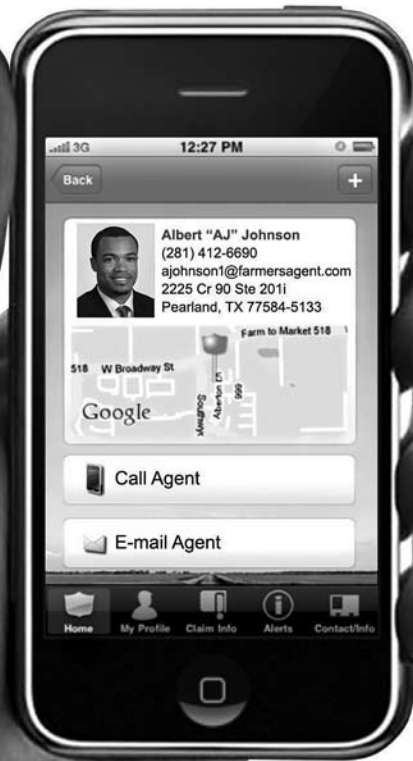 3G 12:27 PM
Back +
Albert “AJ” Johnson
(281) 412-6690
ajohnson1@farmersagent.com
2225 Cr 90 Ste 201i
Pearland, TX 77584-5133
Farm to Market 518
518 W Broadway St
Google
Call Agent
E-mail Agent
Home My Profile Claim Info Alerts Contact/Info